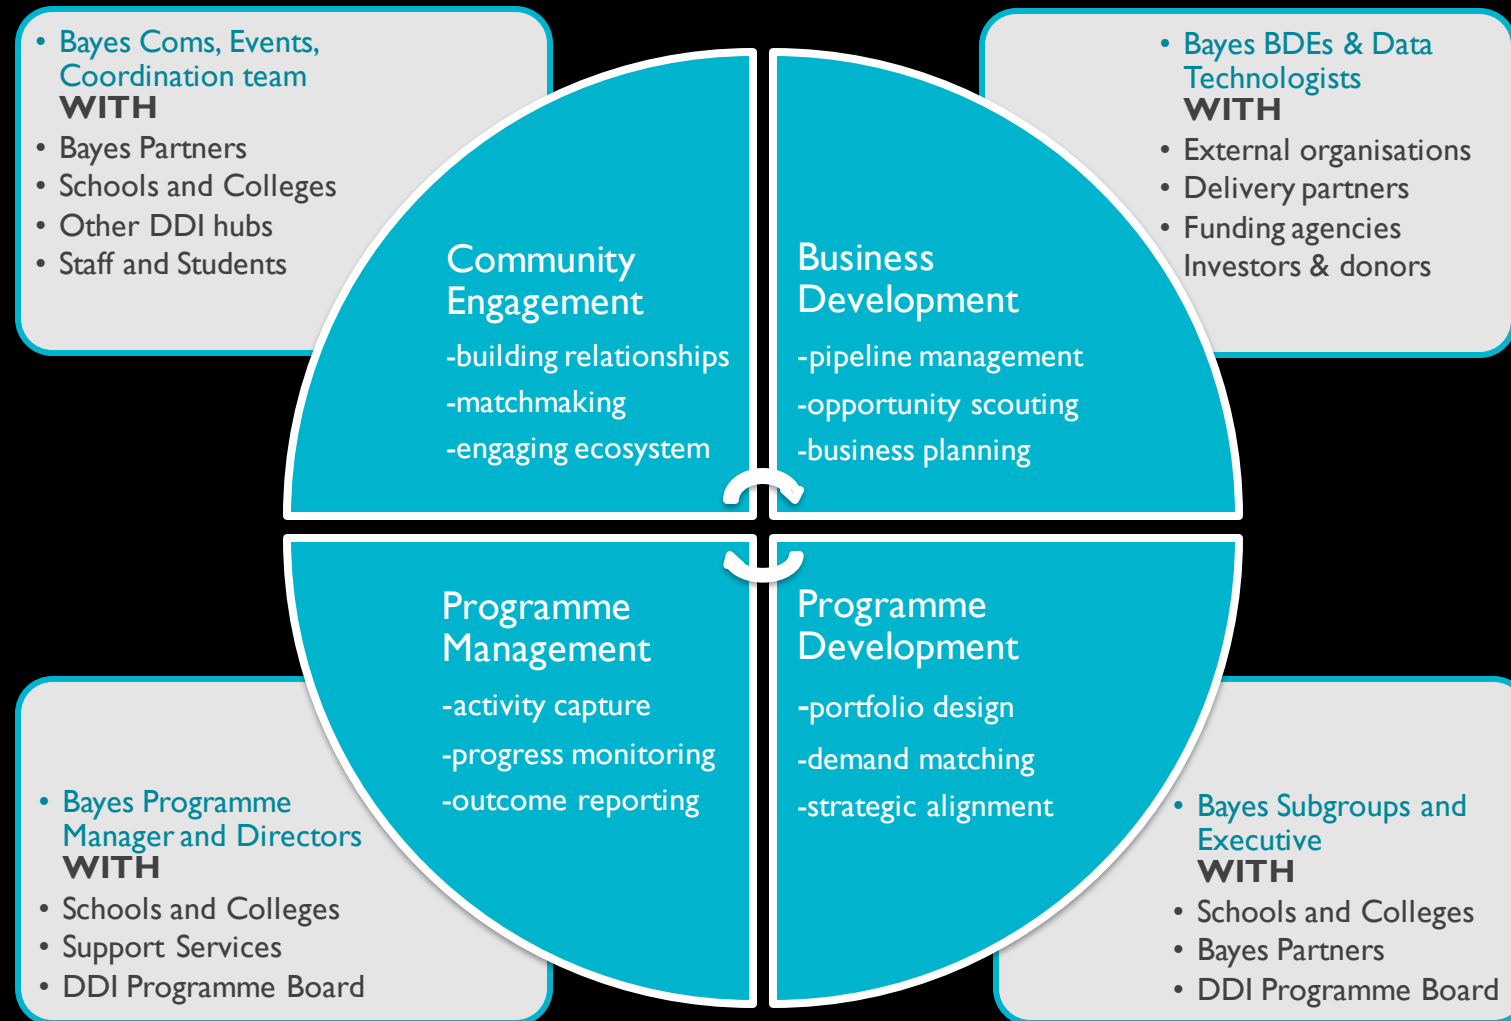 • Bayes Coms, Events,
Coordination team
WITH
• Bayes Partners
• Schools and Colleges
• Other DDI hubs
• Staff and Students
• Bayes BDEs & Data
Technologists
WITH
• External organisations
• Delivery partners
• Funding agencies
Investors & donors
Community
Engagement
-building relationships
-matchmaking
-engaging ecosystem
Business
Development
-pipeline management
-opportunity scouting
-business planning
Programme
Management
-activity capture
-progress monitoring
-outcome reporting
Programme
Development
-portfolio design
-demand matching
-strategic alignment
• Bayes Programme
Manager and Directors
WITH
• Schools and Colleges
• Support Services
• DDI Programme Board
• Bayes Subgroups and
Executive
WITH
• Schools and Colleges
• Bayes Partners
• DDI Programme Board